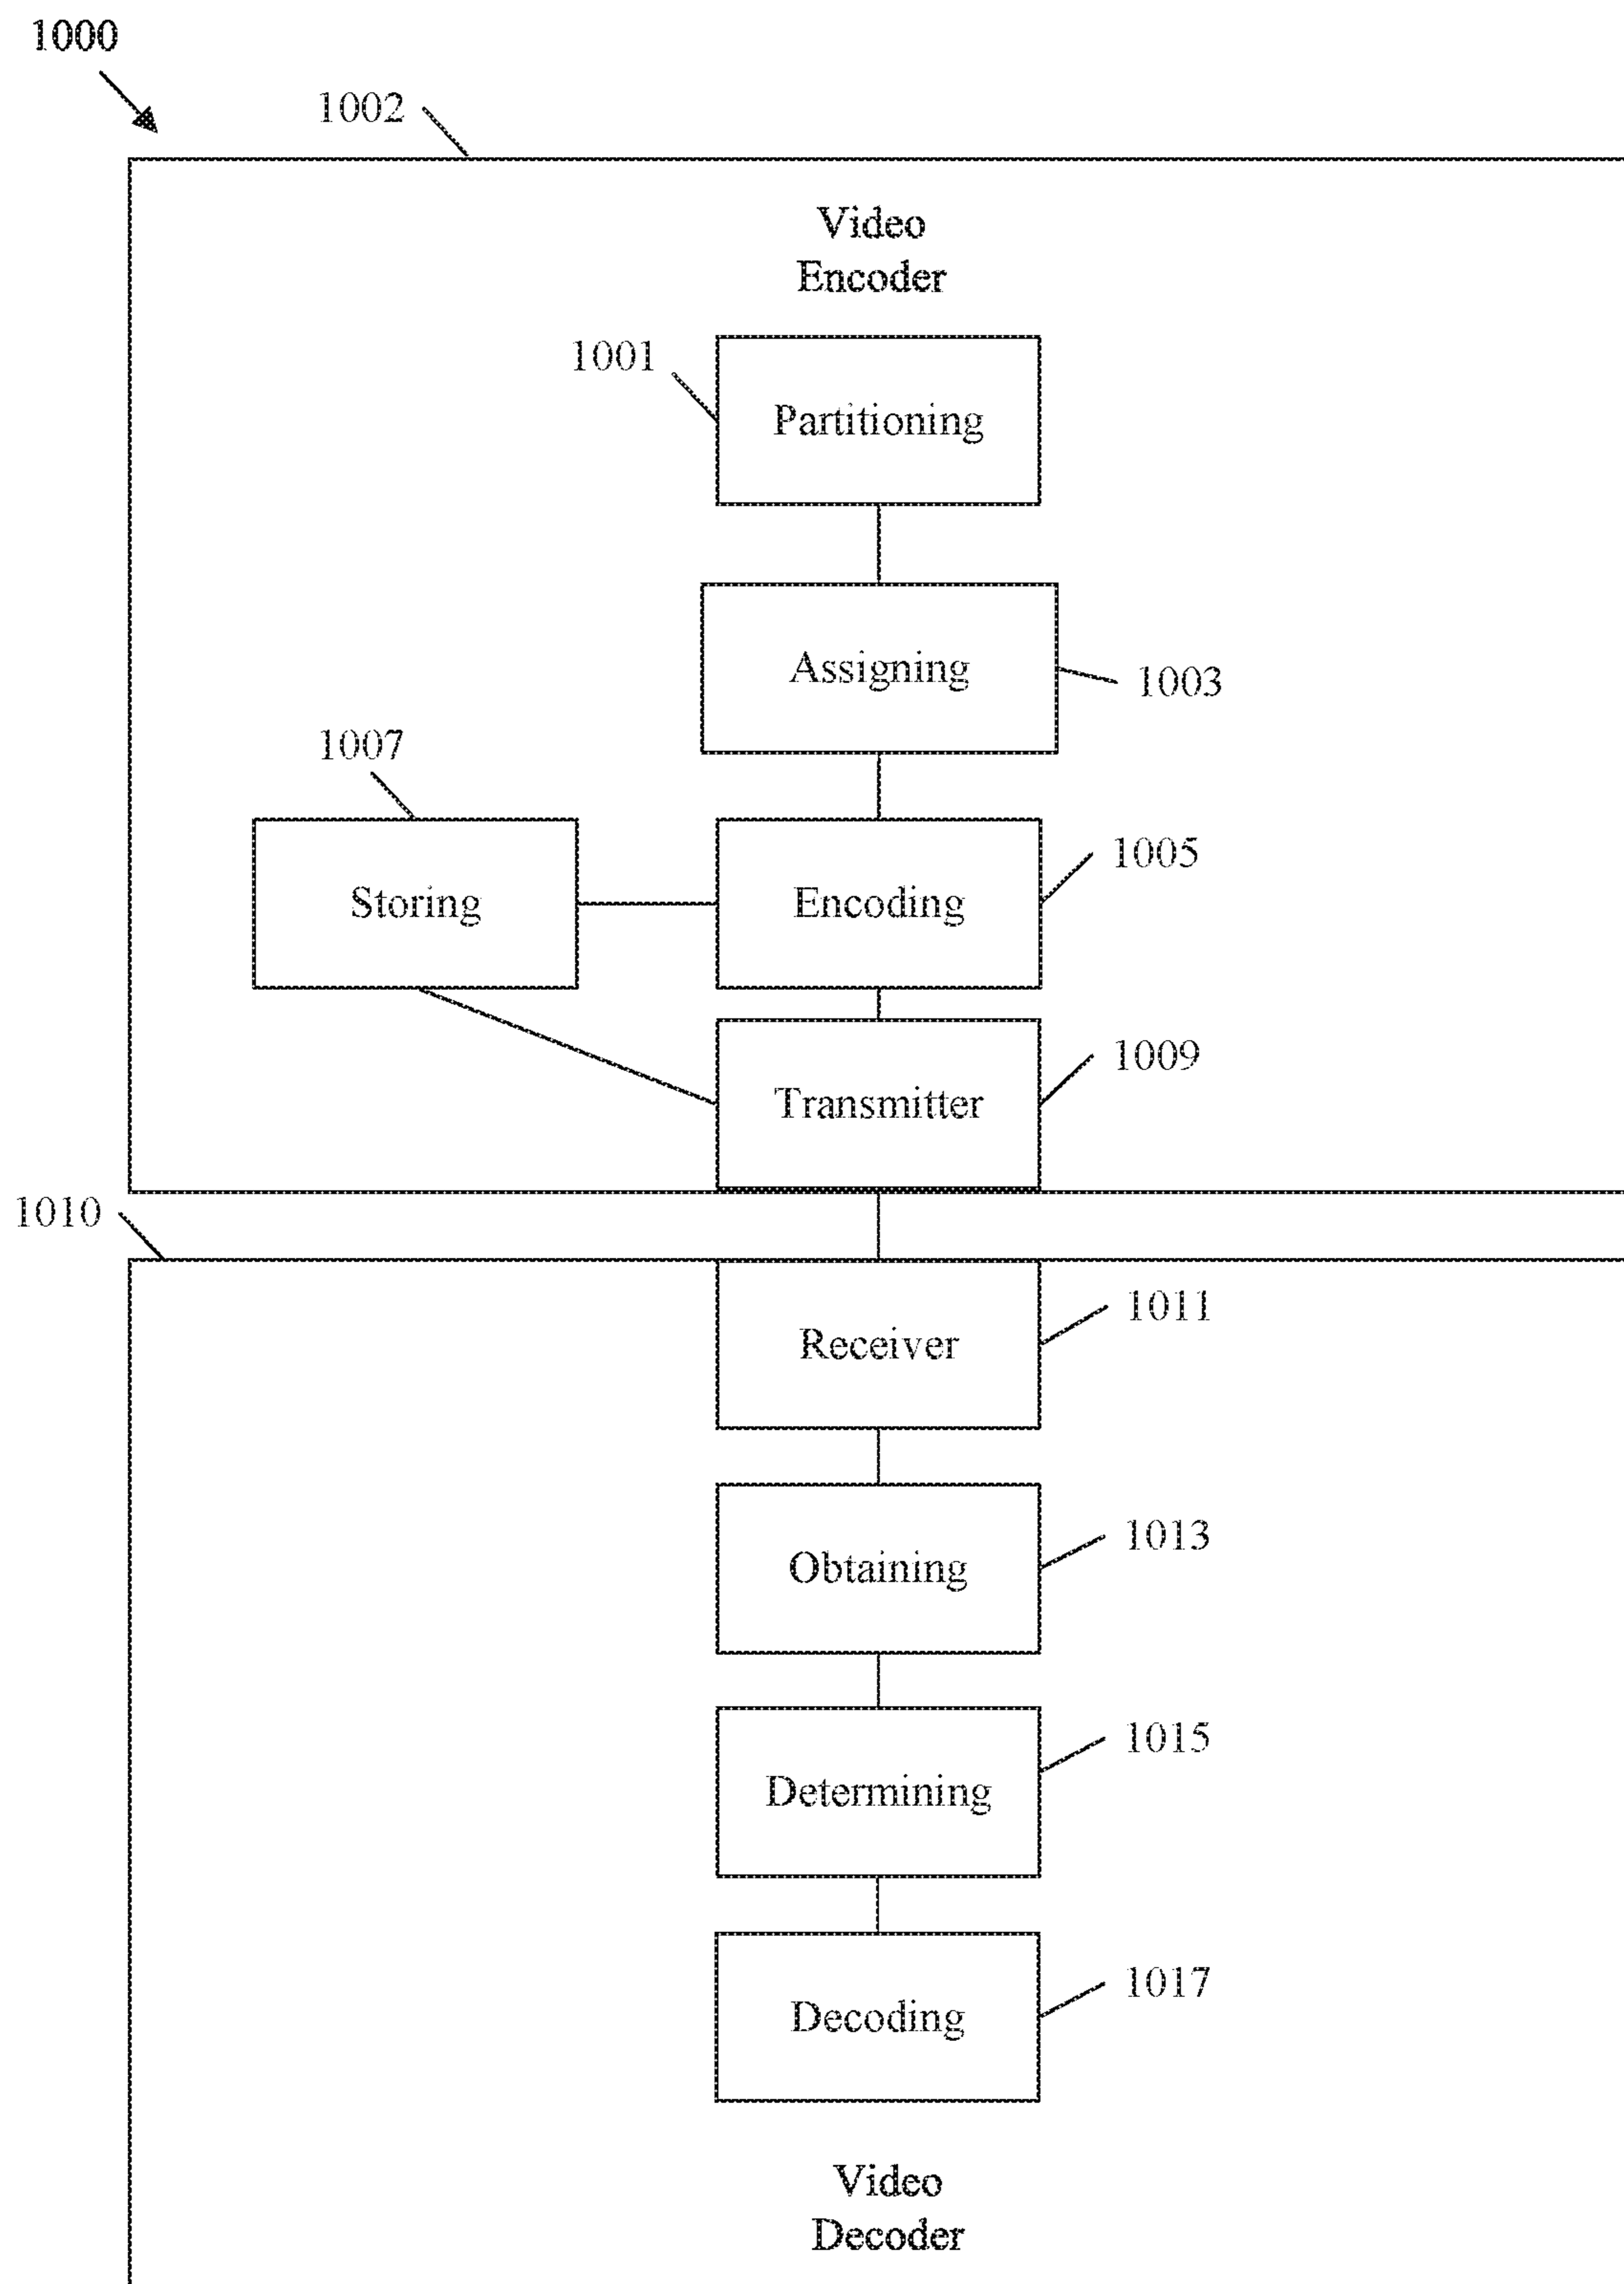 1000
1002
Video
Encoder
1001
Partitioning
Assigning
1003
1007
Storing
Encoding
1005
Transmitter
1009
1010
Receiver
1011
Obtaining
1013
Determining
1015
Decoding
1017
Video
Decoder